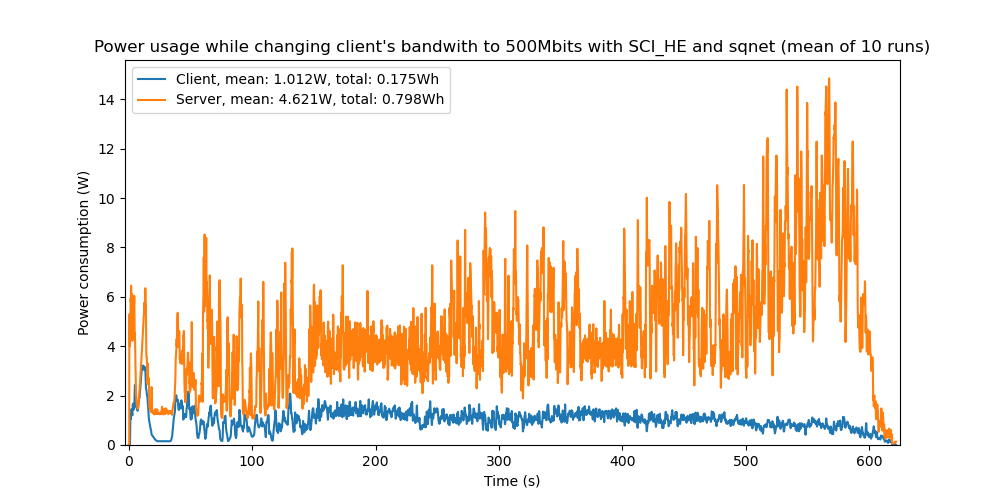 Power usage while changing client's bandwith to 500Mbits with SCI_HE and sqnet (mean of 10 runs)
Client, mean: 1.012W, total: 0.175Wh
Server, mean: 4.621W, total: 0.798Wh
Power consumption (W)
14
12
10
8
6
4
2
0
0 100 200 300 400 500 600
Time (s)